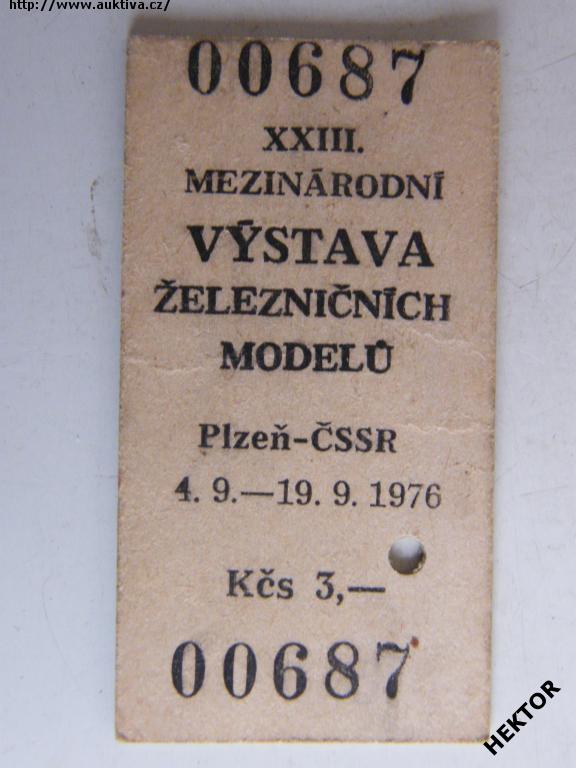 http://www.auktiva.cz/
00687
XXIII.
MEZINÁRODNÍ
VÝSTAVA
ŽELEZNIČNÍCH
MODELŮ
Plzeň-ČSSR
4. 9.—19. 9. 1976
Kčs 3,—
00687
HEKTOR